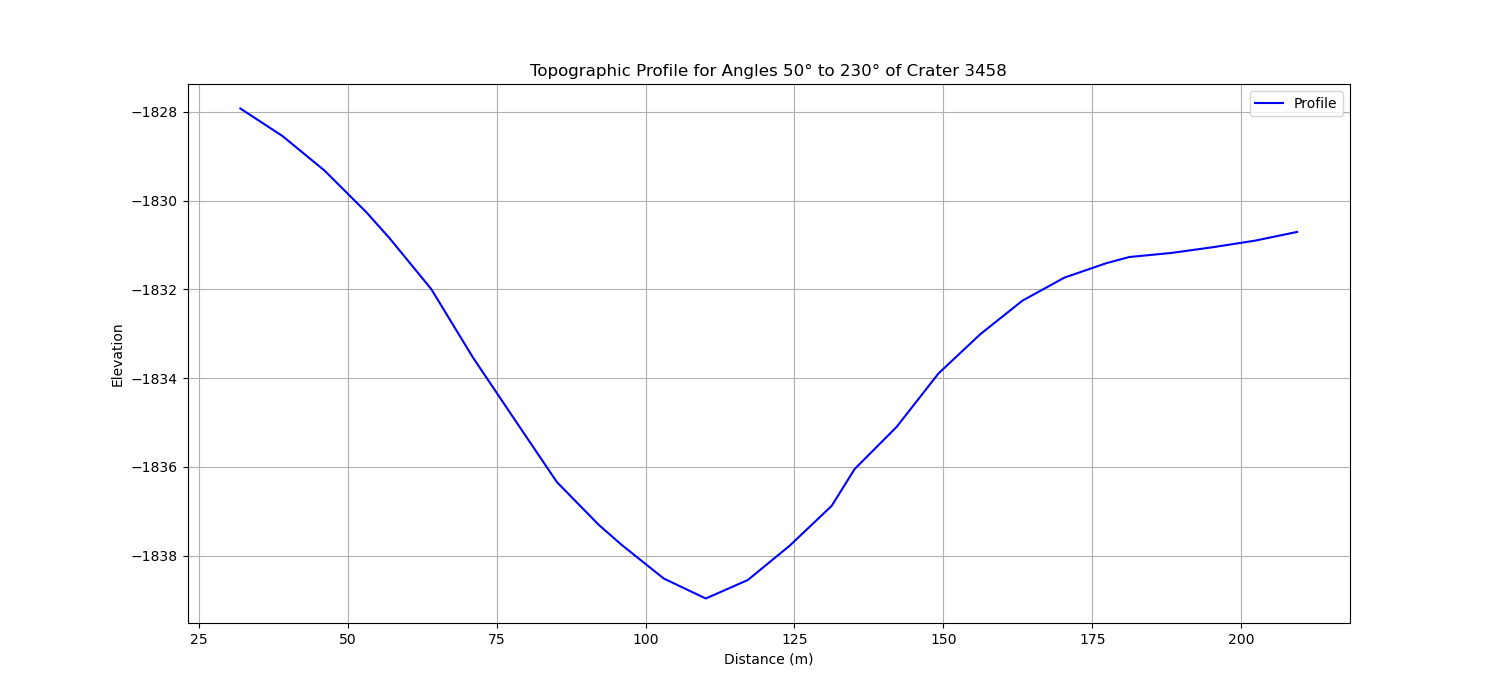 Topographic Profile for Angles 50° to 230° of Crater 3458
Profile
−1828
−1830
−1832
−1834
−1836
−1838
Elevation
25 50 75 100 125 150 175 200
Distance (m)